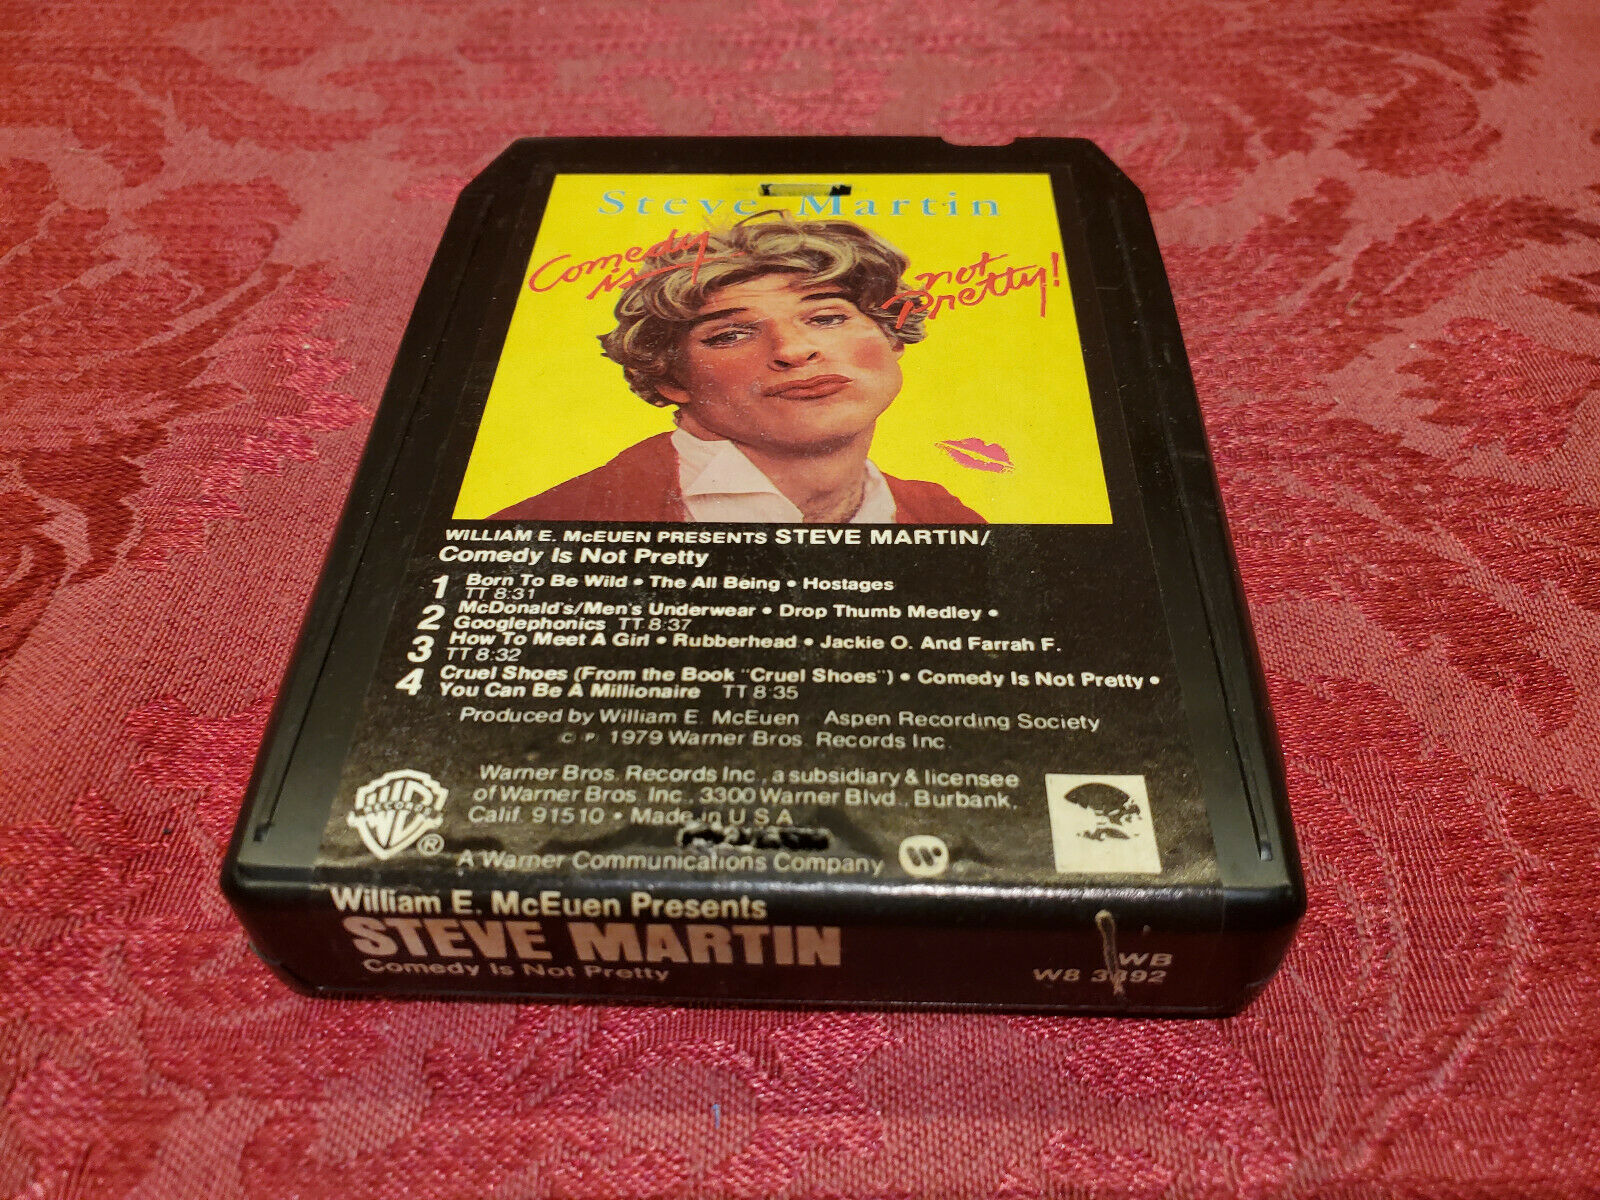 Steve Martin
Comedy is not Pretty!
WILLIAM E. McEUEN PRESENTS STEVE MARTIN/
Comedy Is Not Pretty
1 Born To Be Wild • The All Being • Hostages
TT 8:31
2 McDonald's/Men's Underwear • Drop Thumb Medley •
Googlephonics TT 8:37
3 How To Meet A Girl • Rubberhead • Jackie O. And Farrah F.
TT 8:32
4 Cruel Shoes (From the Book "Cruel Shoes") • Comedy Is Not Pretty •
You Can Be A Millionaire TT 8:35
Produced by William E. McEuen Aspen Recording Society
© ℗ 1979 Warner Bros. Records Inc.
Warner Bros. Records Inc., a subsidiary & licensee
of Warner Bros. Inc., 3300 Warner Blvd., Burbank,
Calif. 91510 • Made in U.S.A.
A Warner Communications Company
RECORDS
®
William E. McEuen Presents
STEVE MARTIN
Comedy Is Not Pretty
WB
W8 3392